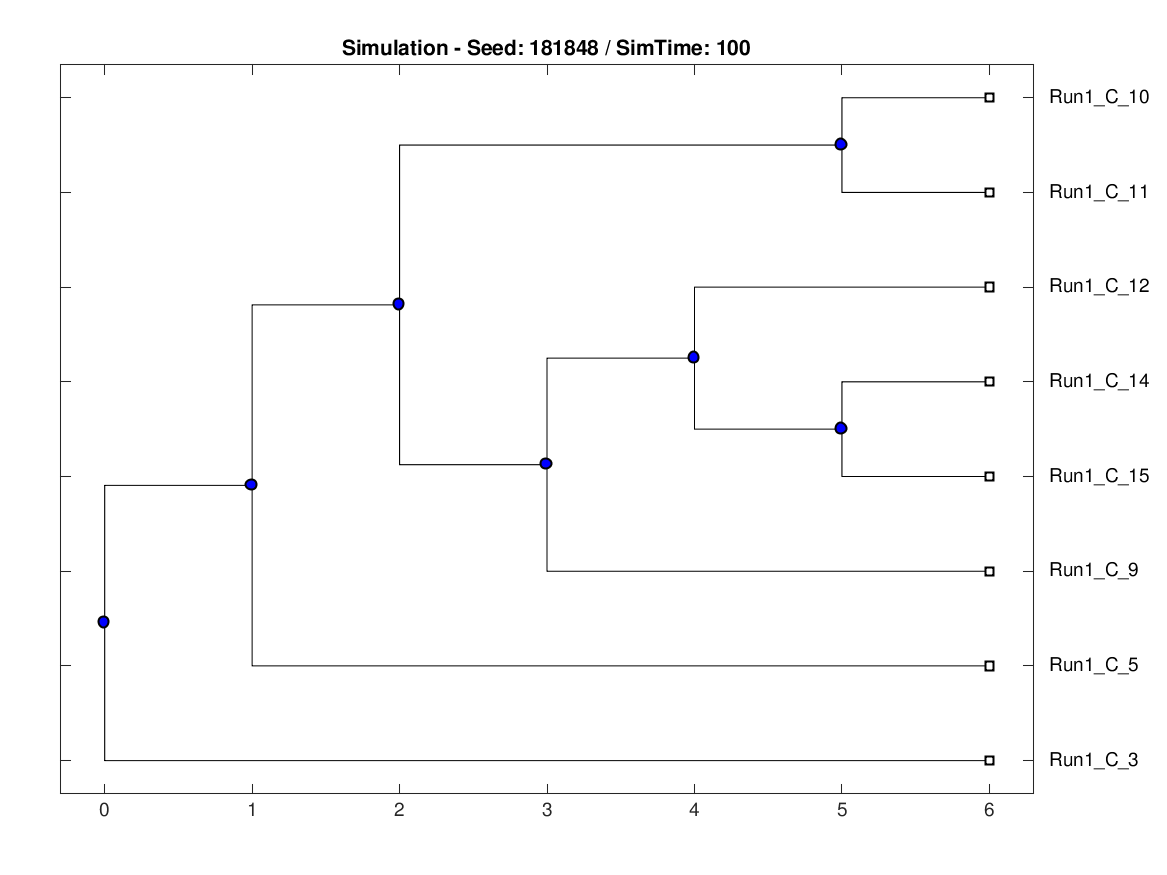 Simulation - Seed: 181848 / SimTime: 100
Run1_C_10
Run1_C_11
Run1_C_12
Run1_C_14
Run1_C_15
Run1_C_9
Run1_C_5
Run1_C_3
0 1 2 3 4 5 6